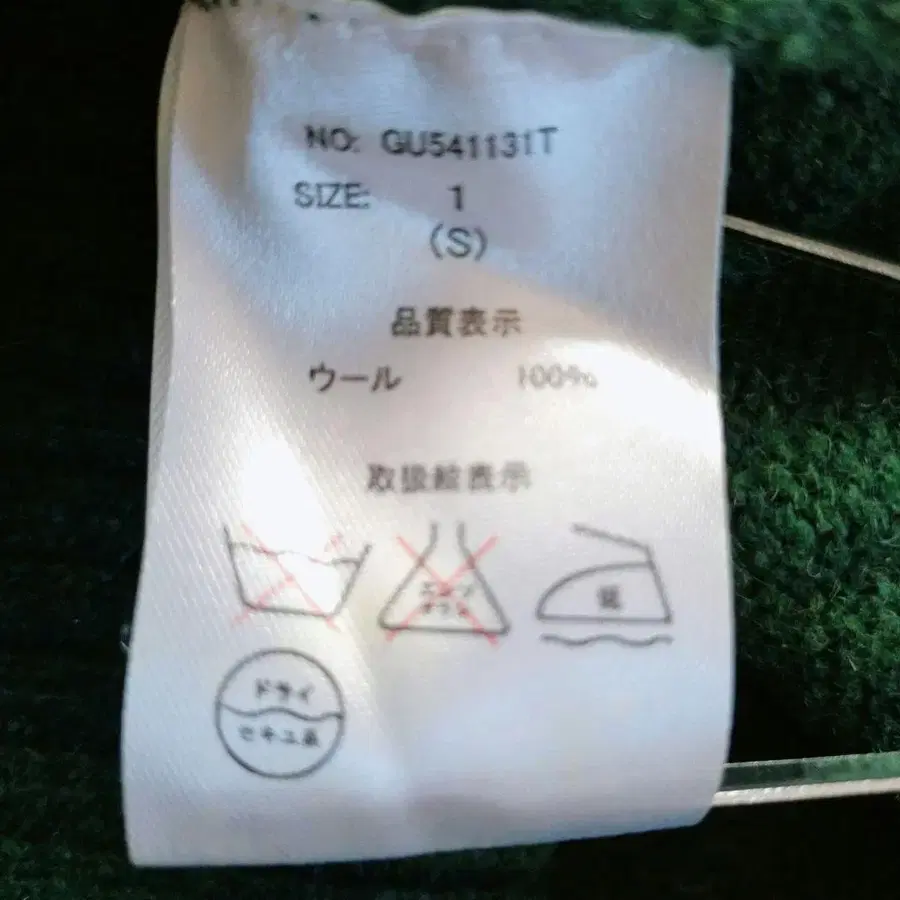 NO: GU541131T
SIZE: 1
(S)
品質表示
ウール 100%
取扱絵表示
ドライ
セキユ系